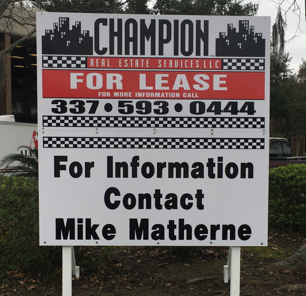 CHAMPION
REAL ESTATE SERVICES, LLC
FOR LEASE
FOR MORE INFORMATION CALL
337•593•0444
For Information
Contact
Mike Matherne